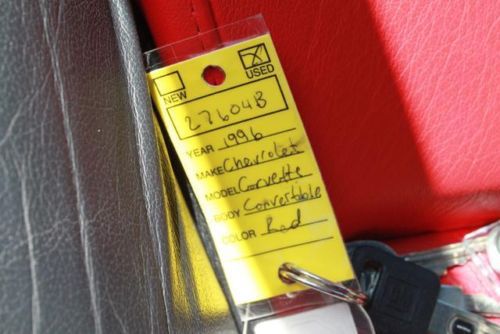 NEW USED
27604B
YEAR 1996
MAKE Chevrolet
MODEL Corvette
BODY Convertible
COLOR Red